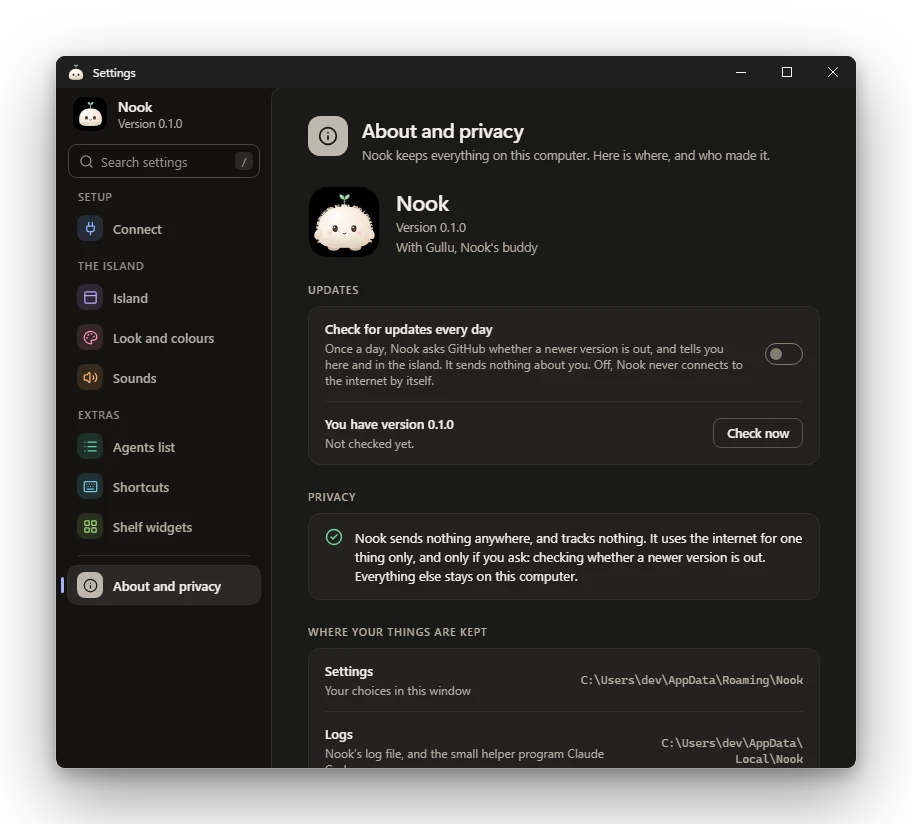 Settings
Nook
Version 0.1.0
Search settings /
SETUP
Connect
THE ISLAND
Island
Look and colours
Sounds
EXTRAS
Agents list
Shortcuts
Shelf widgets
About and privacy
About and privacy
Nook keeps everything on this computer. Here is where, and who made it.
Nook
Version 0.1.0
With Gullu, Nook's buddy
UPDATES
Check for updates every day
Once a day, Nook asks GitHub whether a newer version is out, and tells you
here and in the island. It sends nothing about you. Off, Nook never connects to
the internet by itself.
You have version 0.1.0
Not checked yet.
Check now
PRIVACY
Nook sends nothing anywhere, and tracks nothing. It uses the internet for one
thing only, and only if you ask: checking whether a newer version is out.
Everything else stays on this computer.
WHERE YOUR THINGS ARE KEPT
Settings
Your choices in this window
C:\Users\dev\AppData\Roaming\Nook
Logs
Nook's log file, and the small helper program Claude
C:\Users\dev\AppData\
Local\Nook